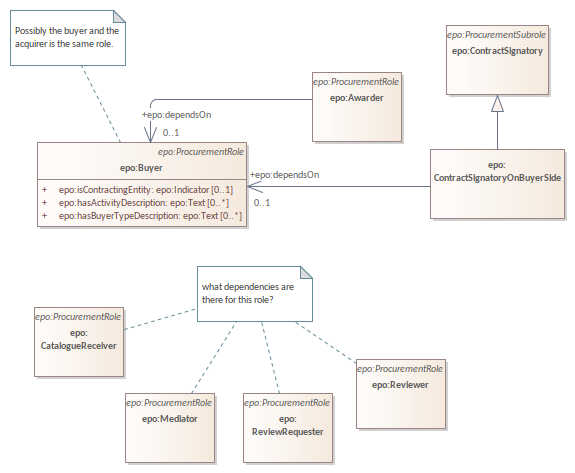 Possibly the buyer and the
acquirer is the same role.
epo:ProcurementSubrole
epo:ContractSignatory
epo:ProcurementRole
epo:Awarder
+epo:dependsOn
0..1
epo:ProcurementRole
epo:Buyer
+ epo:isContractingEntity: epo:Indicator [0..1]
+ epo:hasActivityDescription: epo:Text [0..*]
+ epo:hasBuyerTypeDescription: epo:Text [0..*]
+epo:dependsOn
0..1
epo:
ContractSignatoryOnBuyerSIde
what dependencies are
there for this role?
epo:ProcurementRole
epo:
CatalogueReceiver
epo:ProcurementRole
epo:Mediator
epo:ProcurementRole
epo:
ReviewRequester
epo:ProcurementRole
epo:Reviewer